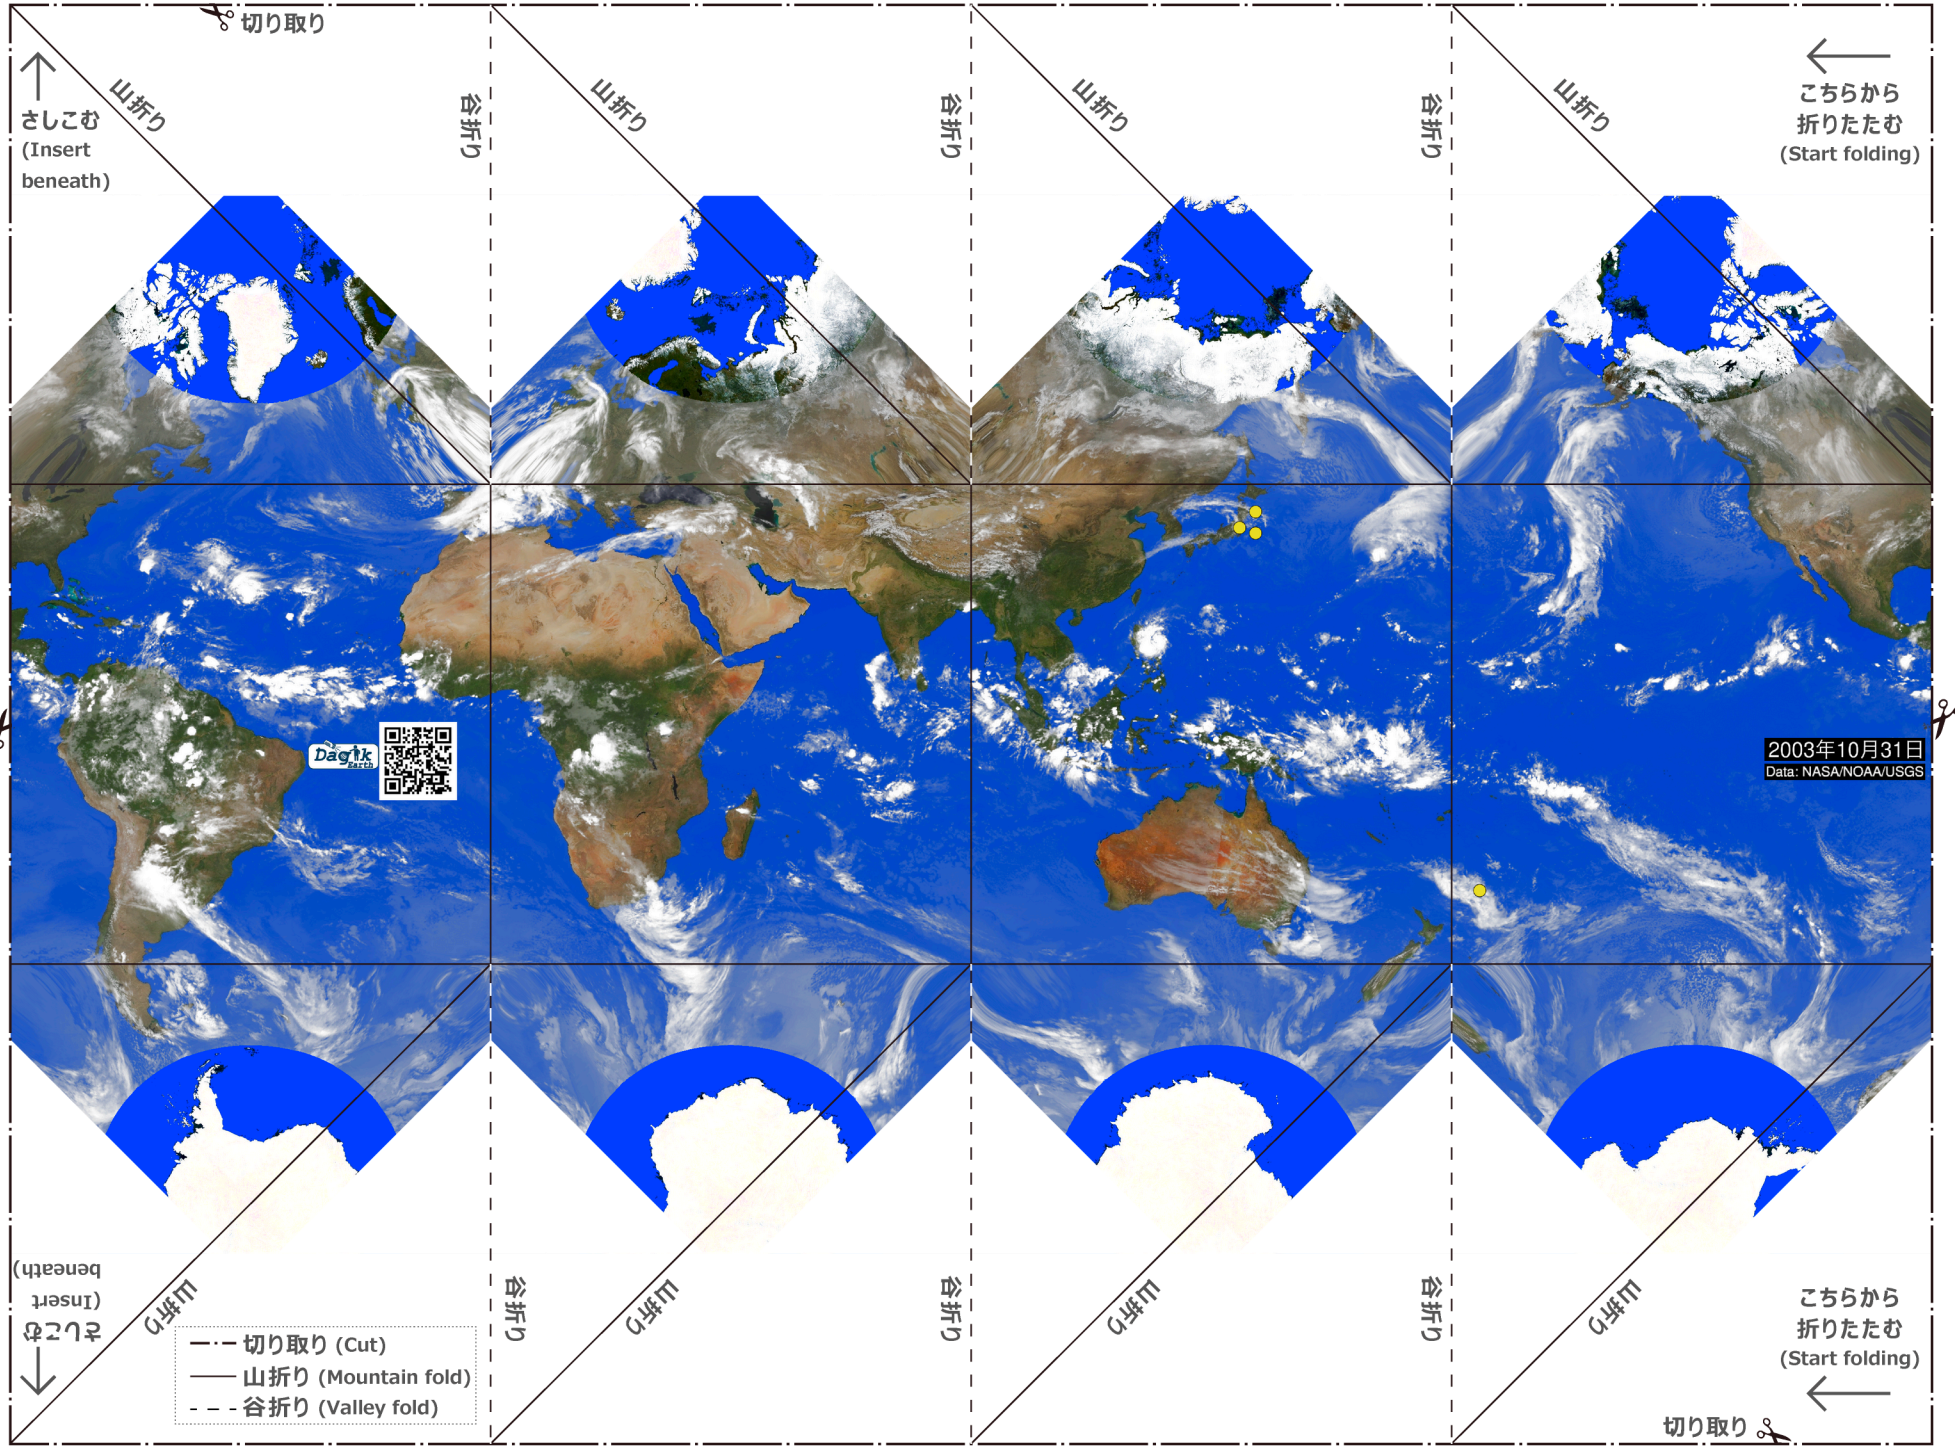 切り取り
さしこむ
(Insert
beneath)
山折り
谷折り
山折り
谷折り
山折り
谷折り
山折り
こちらから
折りたたむ
(Start folding)
Dagik
Earth
2003年10月31日
Data: NASA/NOAA/USGS
さしこむ
(Insert
beneath)
山折り
谷折り
山折り
谷折り
山折り
谷折り
山折り
こちらから
折りたたむ
(Start folding)
切り取り (Cut)
山折り (Mountain fold)
谷折り (Valley fold)
切り取り